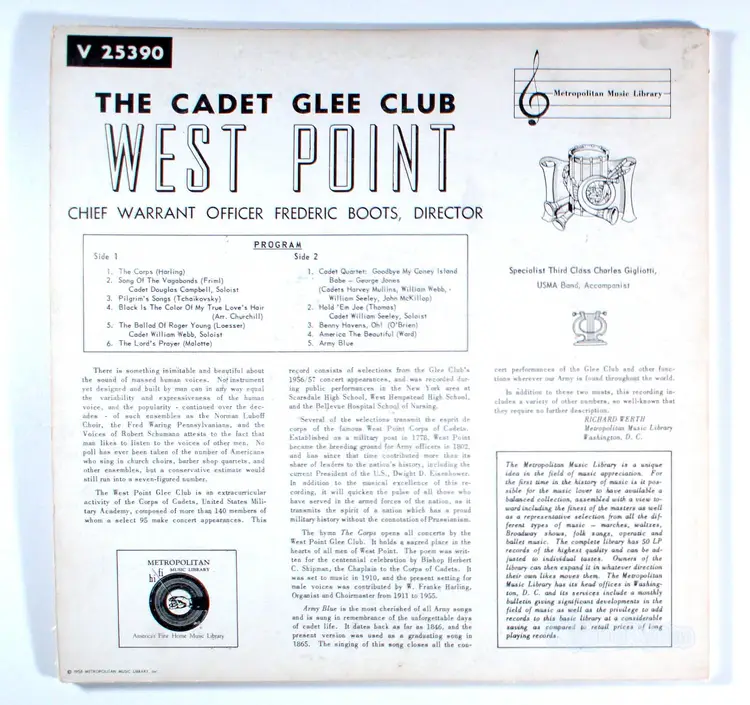 V 25390
THE CADET GLEE CLUB
WEST POINT
CHIEF WARRANT OFFICER FREDERIC BOOTS, DIRECTOR
Metropolitan Music Library
Specialist Third Class Charles Gigliotti,
USMA Band, Accompanist
PROGRAM
Side 1
1. The Corps (Harling)
2. Song Of The Vagabonds (Friml)
Cadet Douglas Campbell, Soloist
3. Pilgrim's Songs (Tchaikovsky)
4. Black Is The Color Of My True Love's Hair
(Arr. Churchill)
5. The Ballad Of Roger Young (Loesser)
Cadet William Webb, Soloist
6. The Lord's Prayer (Malotte)
Side 2
1. Cadet Quartet: Goodbye My Coney Island
Babe - George Jones
(Cadets Harvey Mullins, William Webb, -
William Seeley, John McKillop)
2. Hold 'Em Joe (Thomas)
Cadet William Seeley, Soloist
3. Benny Havens, Oh! (O'Brien)
4. America The Beautiful (Ward)
5. Army Blue
There is something inimitable and beautiful about
the sound of massed human voices. No instrument
yet designed and built by man can in any way equal
the variability and expressiveness of the human
voice, and the popularity - continued over the dec-
ades - of such ensembles as the Norman Luboff
Choir, the Fred Waring Pennsylvanians, and the
Voices of Robert Schumann attests to the fact that
man likes to listen to the voices of other men. No
poll has ever been taken of the number of Americans
who sing in church choirs, barber shop quartets, and
other ensembles, but a conservative estimate would
still run into a seven-figured number.
The West Point Glee Club is an extracurricular
activity of the Corps of Cadets, United States Mili-
tary Academy, composed of more than 140 members
of whom a select 95 make concert appearances. This
record consists of selections from the Glee Club's
1956/57 concert appearances, and was recorded dur-
ing public performances in the New York area at
Scarsdale High School, West Hempstead High School,
and the Bellevue Hospital School of Nursing.
Several of the selections transmit the esprit de
corps of the famous West Point Corps of Cadets.
Established as a military post in 1778, West Point
became the breeding ground for Army officers in 1802,
and has since that time contributed more than its
share of leaders to the nation's history, including the
current President of the U.S., Dwight D. Eisenhower.
In addition to the musical excellence of this re-
cording, it will quicken the pulse of all those who
have served in the armed forces of the nation, as it
transmits the spirit of a nation which has a proud
military history without the connotation of Prussianism.
The hymn The Corps opens all concerts by the
West Point Glee Club. It holds a sacred place in the
hearts of all men of West Point. The poem was writ-
ten for the centennial celebration by Bishop Herbert
C. Shipman, the Chaplain to the Corps of Cadets. It
was set to music in 1910, and the present setting for
male voices was contributed by W. Franke Harling,
Organist and Choirmaster from 1911 to 1955.
Army Blue is the most cherished of all Army songs
and is sung in remembrance of the unforgettable days
of cadet life. It dates back as far as 1846, and the
present version was used as a graduating song in
1865. The singing of this song closes all the con-
cert performances of the Glee Club and other func-
tions wherever our Army is found throughout the world.
In addition to these two musts, this recording in-
cludes a variety of other numbers, so well-known that
they require no further description.
RICHARD WERTH
Metropolitan Music Library
Washington, D. C.
The Metropolitan Music Library is a unique
idea in the field of music appreciation. For
the first time in the history of music is it pos-
sible for the music lover to have available a
balanced collection, assembled with a view to-
ward including the finest of the masters as well
as a representative selection from all the dif-
ferent types of music - marches, waltzes,
Broadway shows, folk songs, operatic and
ballet music. The complete library has 50 LP
records of the highest quality and can be ad-
justed to individual tastes. Owners of the
library can then expand it in whatever direction
their own likes moves them. The Metropolitan
Music Library has its head offices in Washing-
ton, D. C. and its services include a monthly
bulletin giving significant developments in the
field of music as well as the privilege to add
records to this basic library at a considerable
saving as compared to retail prices of long
playing records.
METROPOLITAN
hi fi MUSIC LIBRARY
America's Fine Home Music Library
© 1958 METROPOLITAN MUSIC LIBRARY, Inc.